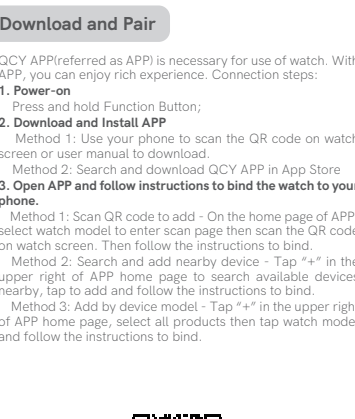 Download and Pair
QCY APP(referred as APP) is necessary for use of watch. With
APP, you can enjoy rich experience. Connection steps:
1. Power-on
Press and hold Function Button;
2. Download and Install APP
Method 1: Use your phone to scan the QR code on watch
screen or user manual to download.
Method 2: Search and download QCY APP in App Store
3. Open APP and follow instructions to bind the watch to your
phone.
Method 1: Scan QR code to add - On the home page of APP,
select watch model to enter scan page then scan the QR code
on watch screen. Then follow the instructions to bind.
Method 2: Search and add nearby device - Tap “+” in the
upper right of APP home page to search available devices
nearby, tap to add and follow the instructions to bind.
Method 3: Add by device model - Tap “+” in the upper right
of APP home page, select all products then tap watch model
and follow the instructions to bind.